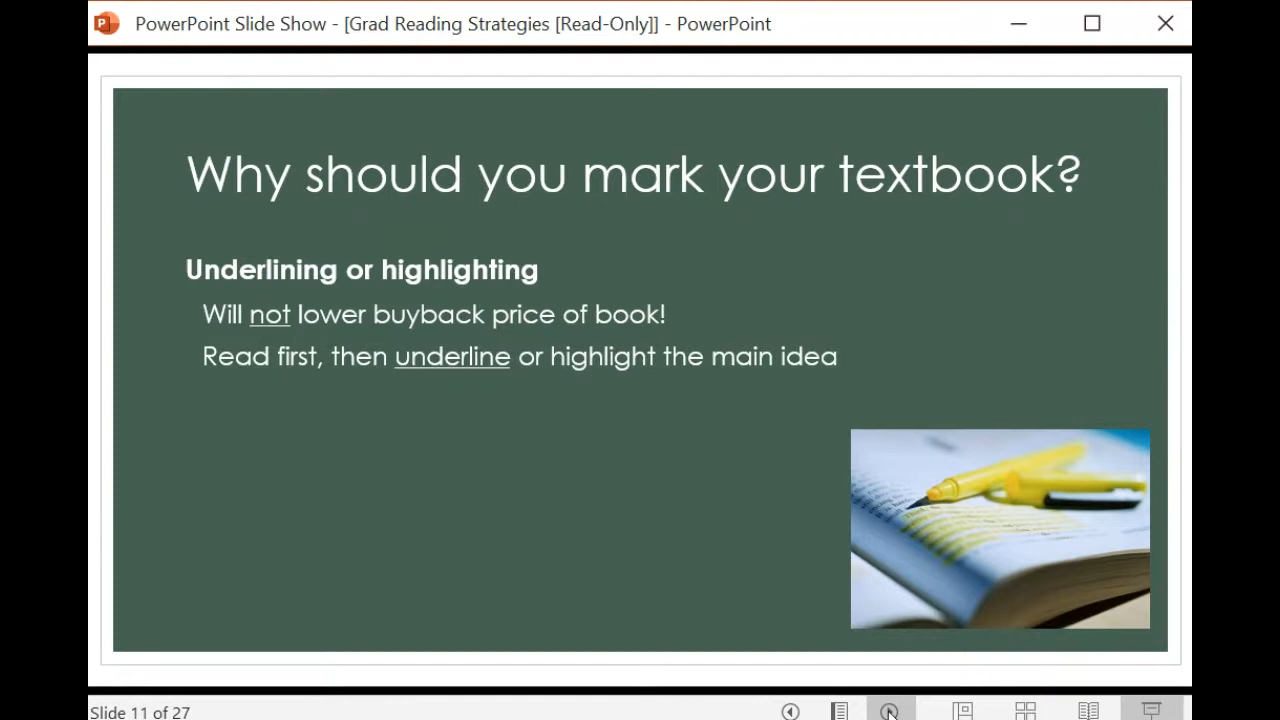 PowerPoint Slide Show - [Grad Reading Strategies [Read-Only]] - PowerPoint
Why should you mark your textbook?
Underlining or highlighting
Will not lower buyback price of book!
Read first, then underline or highlight the main idea
Slide 11 of 27